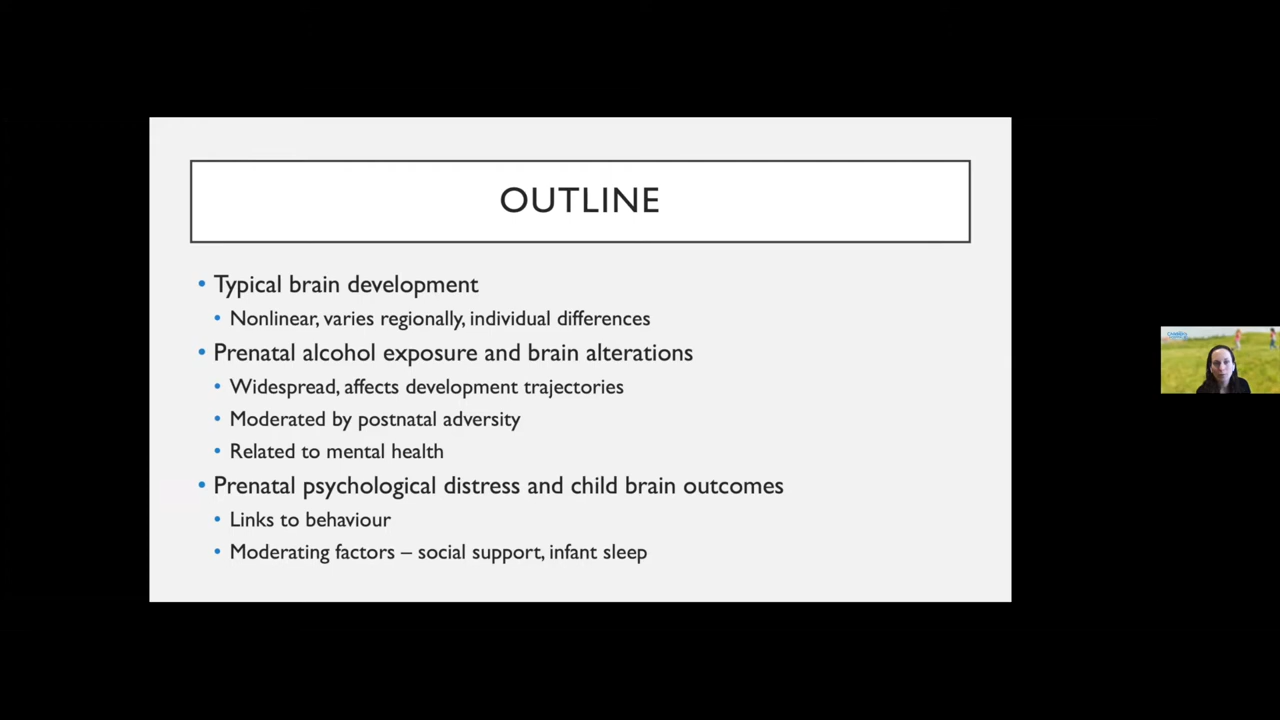 OUTLINE
• Typical brain development
• Nonlinear, varies regionally, individual differences
• Prenatal alcohol exposure and brain alterations
• Widespread, affects development trajectories
• Moderated by postnatal adversity
• Related to mental health
• Prenatal psychological distress and child brain outcomes
• Links to behaviour
• Moderating factors – social support, infant sleep